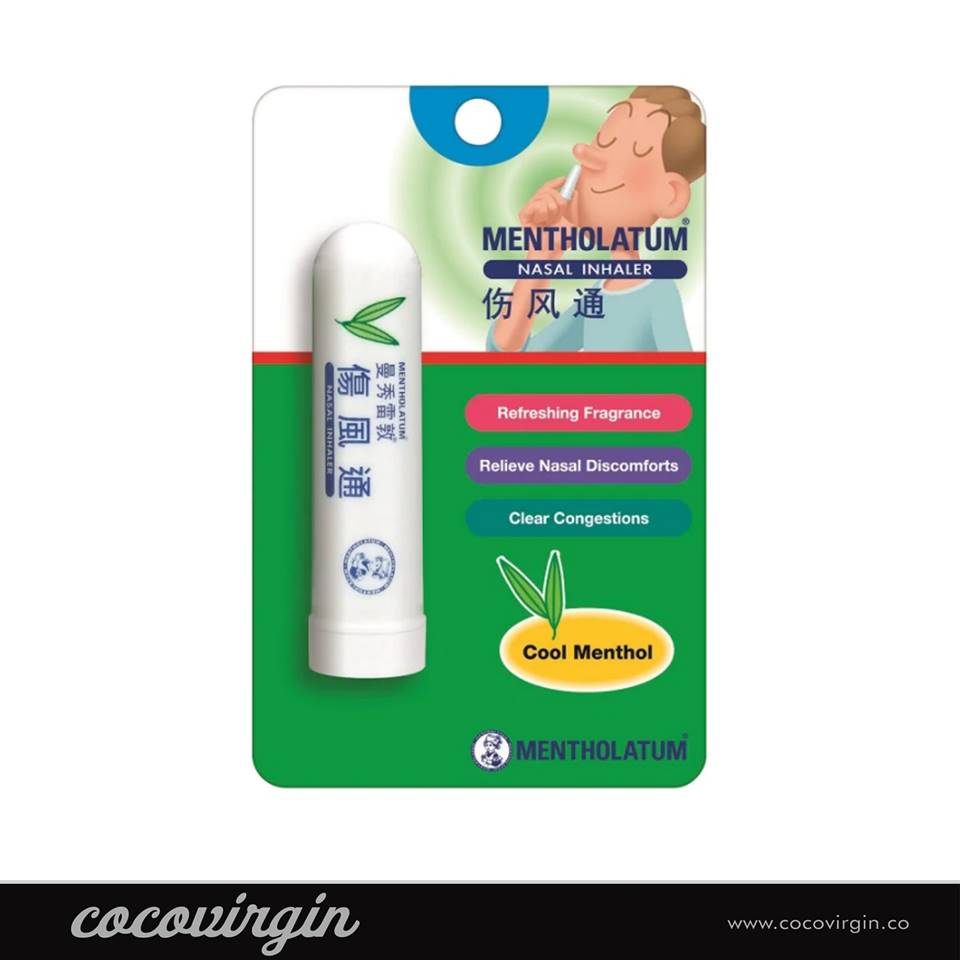 MENTHOLATUM®
NASAL INHALER
伤风通
MENTHOLATUM®
曼秀雷敦
傷風通
NASAL INHALER
Refreshing Fragrance
Relieve Nasal Discomforts
Clear Congestions
Cool Menthol
MENTHOLATUM®
cocovirgin
www.cocovirgin.co